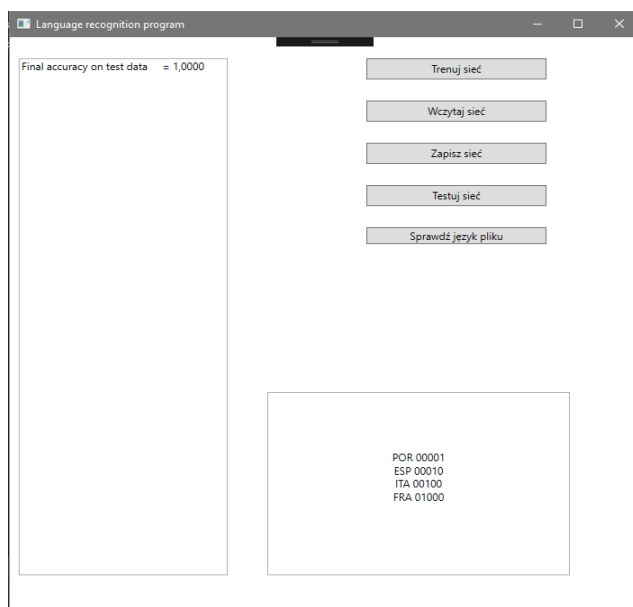 Language recognition program
Final accuracy on test data = 1,0000
Trenuj sieć
Wczytaj sieć
Zapisz sieć
Testuj sieć
Sprawdź język pliku
POR 00001
ESP 00010
ITA 00100
FRA 01000